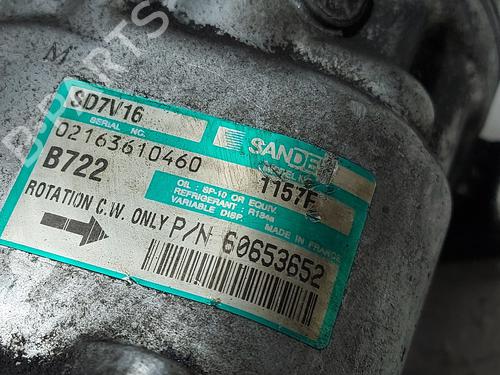 M
SD7V16
SERIAL NO.
02163610460
B722
1157F
OIL : SP-10 OR EQUIV.
REFRIGERANT : R134a
VARIABLE DISP.
MADE IN FRANCE
ROTATION C.W. ONLY
P/N 60653652